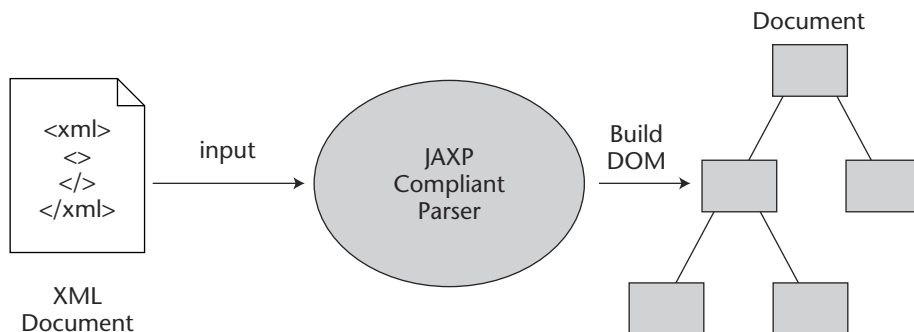 <xml>
<>
</>
</xml>
XML
Document
input
JAXP
Compliant
Parser
Build
DOM
Document